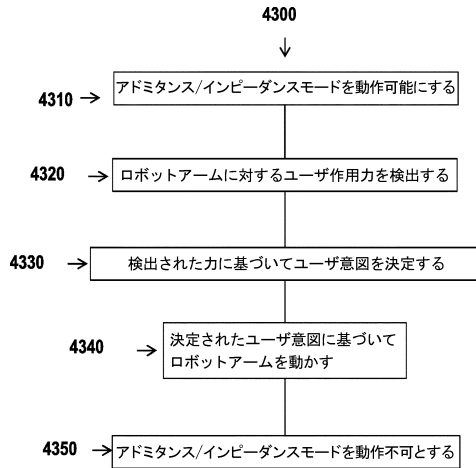 4300
4310
アドミタンス/インピーダンスモードを動作可能にする
4320
ロボットアームに対するユーザ作用力を検出する
4330
検出された力に基づいてユーザ意図を決定する
4340
決定されたユーザ意図に基づいて
ロボットアームを動かす
4350
アドミタンス/インピーダンスモードを動作不可とする